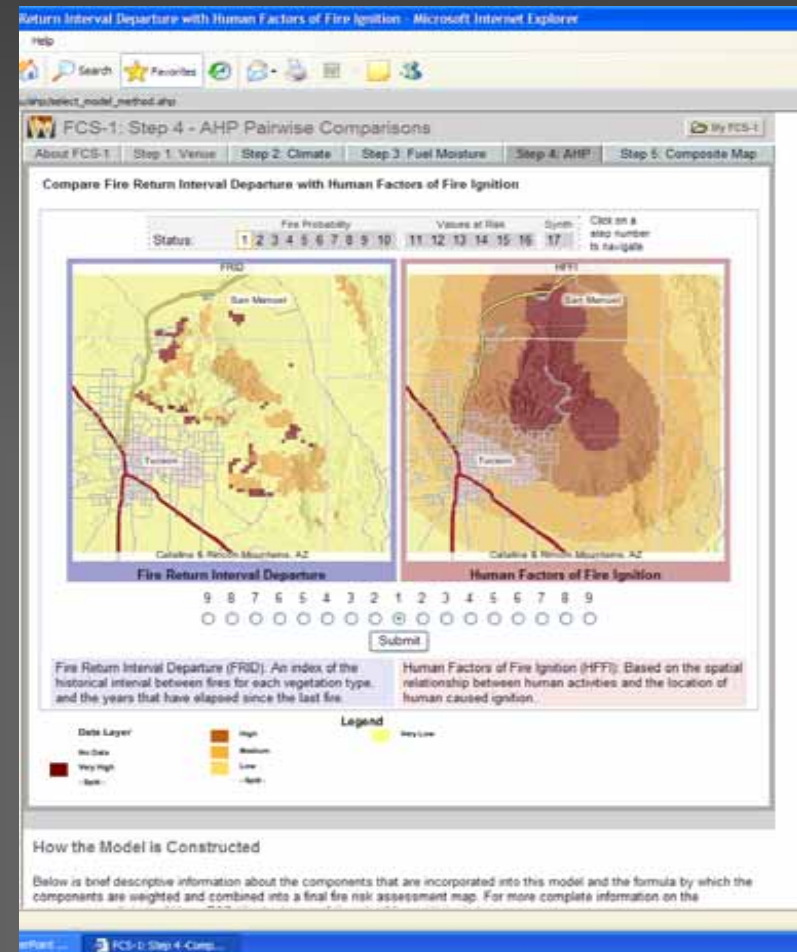 Return Interval Departure with Human Factors of Fire Ignition - Microsoft Internet Explorer
Help
Search Favorites
/ahp/select_model_method.ahp
FCS-1: Step 4 - AHP Pairwise Comparisons
My FCS-1
About FCS-1 Step 1: Venue Step 2: Climate Step 3: Fuel Moisture Step 4: AHP Step 5: Composite Map
Compare Fire Return Interval Departure with Human Factors of Fire Ignition
Fire Probability Values at Risk Synth
Status: 1 2 3 4 5 6 7 8 9 10 11 12 13 14 15 16 17
Click on a
step number
to navigate
FRID
San Manuel
Tucson
Catalina & Rincon Mountains, AZ
Fire Return Interval Departure
HFFI
San Manuel
Tucson
Catalina & Rincon Mountains, AZ
Human Factors of Fire Ignition
9 8 7 6 5 4 3 2 1 2 3 4 5 6 7 8 9
Submit
Fire Return Interval Departure (FRID): An index of the
historical interval between fires for each vegetation type,
and the years that have elapsed since the last fire.
Human Factors of Fire Ignition (HFFI): Based on the spatial
relationship between human activities and the location of
human caused ignition.
Legend
Data Layer
No Data
Very High
- Split -
High
Medium
Low
- Split -
Very Low
How the Model is Constructed
Below is brief descriptive information about the components that are incorporated into this model and the formula by which the
components are weighted and combined into a final fire risk assessment map. For more complete information on the
FCS-1: Step 4 -Comp...